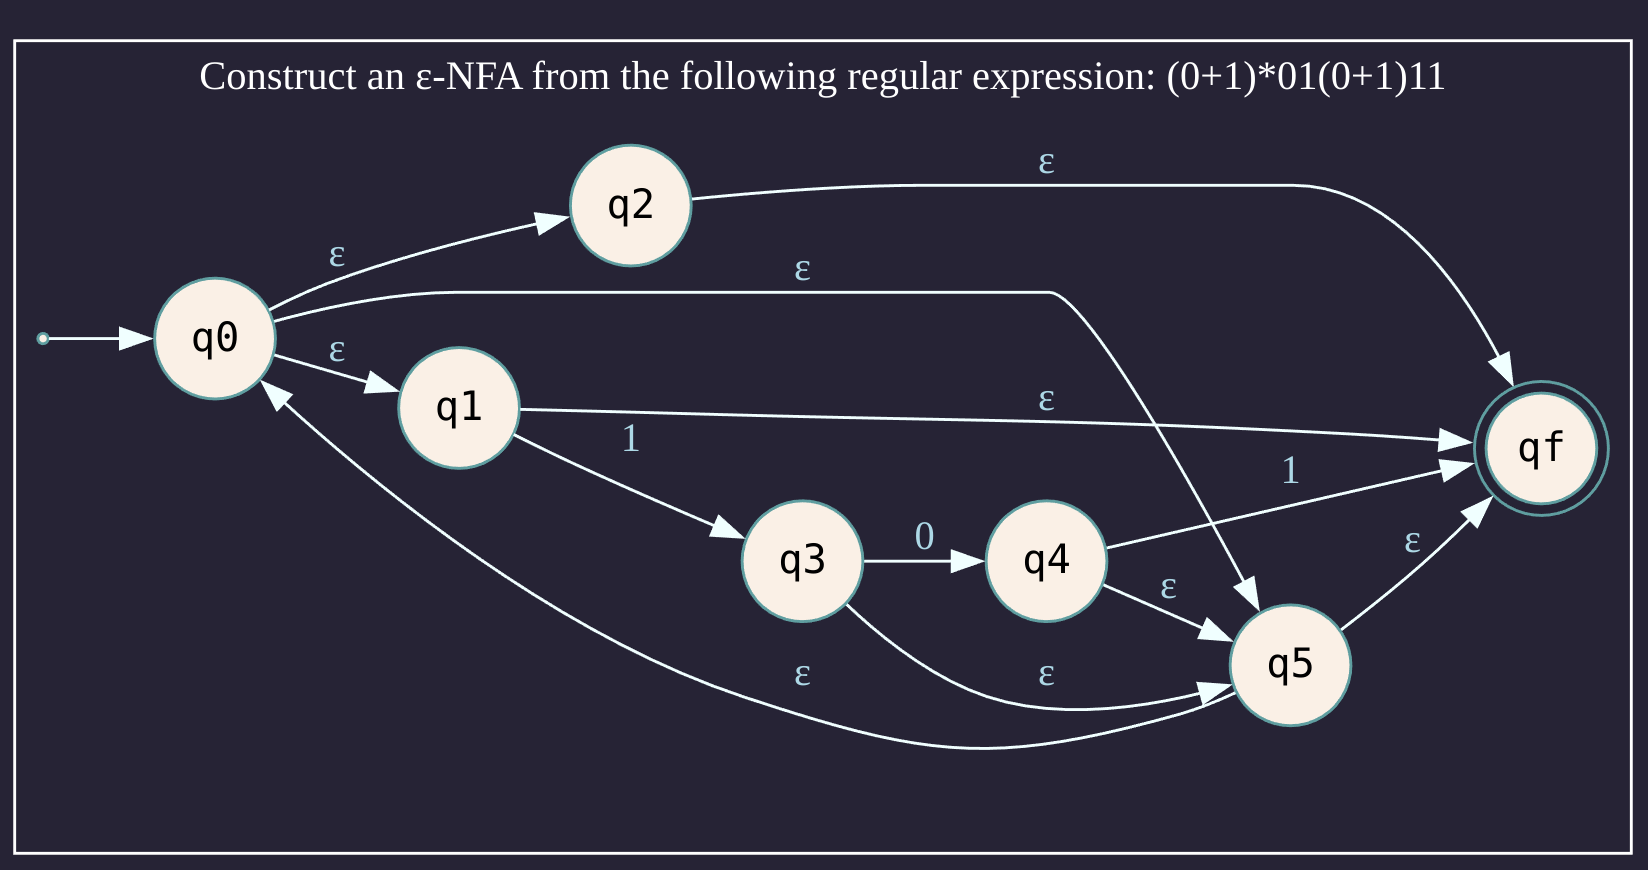 Construct an ε-NFA from the following regular expression: (0+1)*01(0+1)11
ε
q2
ε
ε
q0
ε
q1
ε
1
1
qf
q3
0
q4
ε
ε
ε
ε
q5